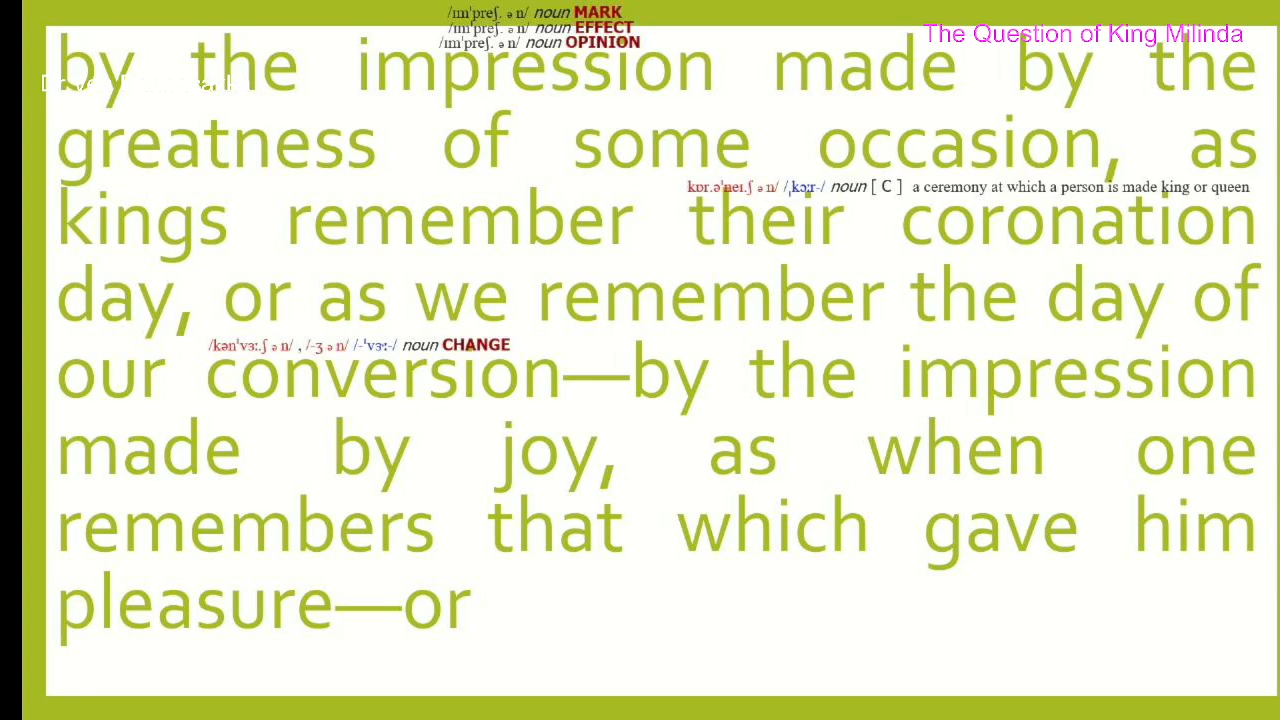 /ɪmˈpreʃ. ə n/ noun MARK
/ɪmˈpreʃ. ə n/ noun EFFECT
/ɪmˈpreʃ. ə n/ noun OPINION
The Question of King Milinda
by the impression made by the
greatness of some occasion, as
kɒr.əˈneɪ.ʃ ə n/ /ˌkɔːr-/ noun [ C ] a ceremony at which a person is made king or queen
kings remember their coronation
day, or as we remember the day of
/kənˈvɜː.ʃ ə n/ , /-ʒ ə n/ /-ˈvɝː-/ noun CHANGE
our conversion—by the impression
made by joy, as when one
remembers that which gave him
pleasure—or